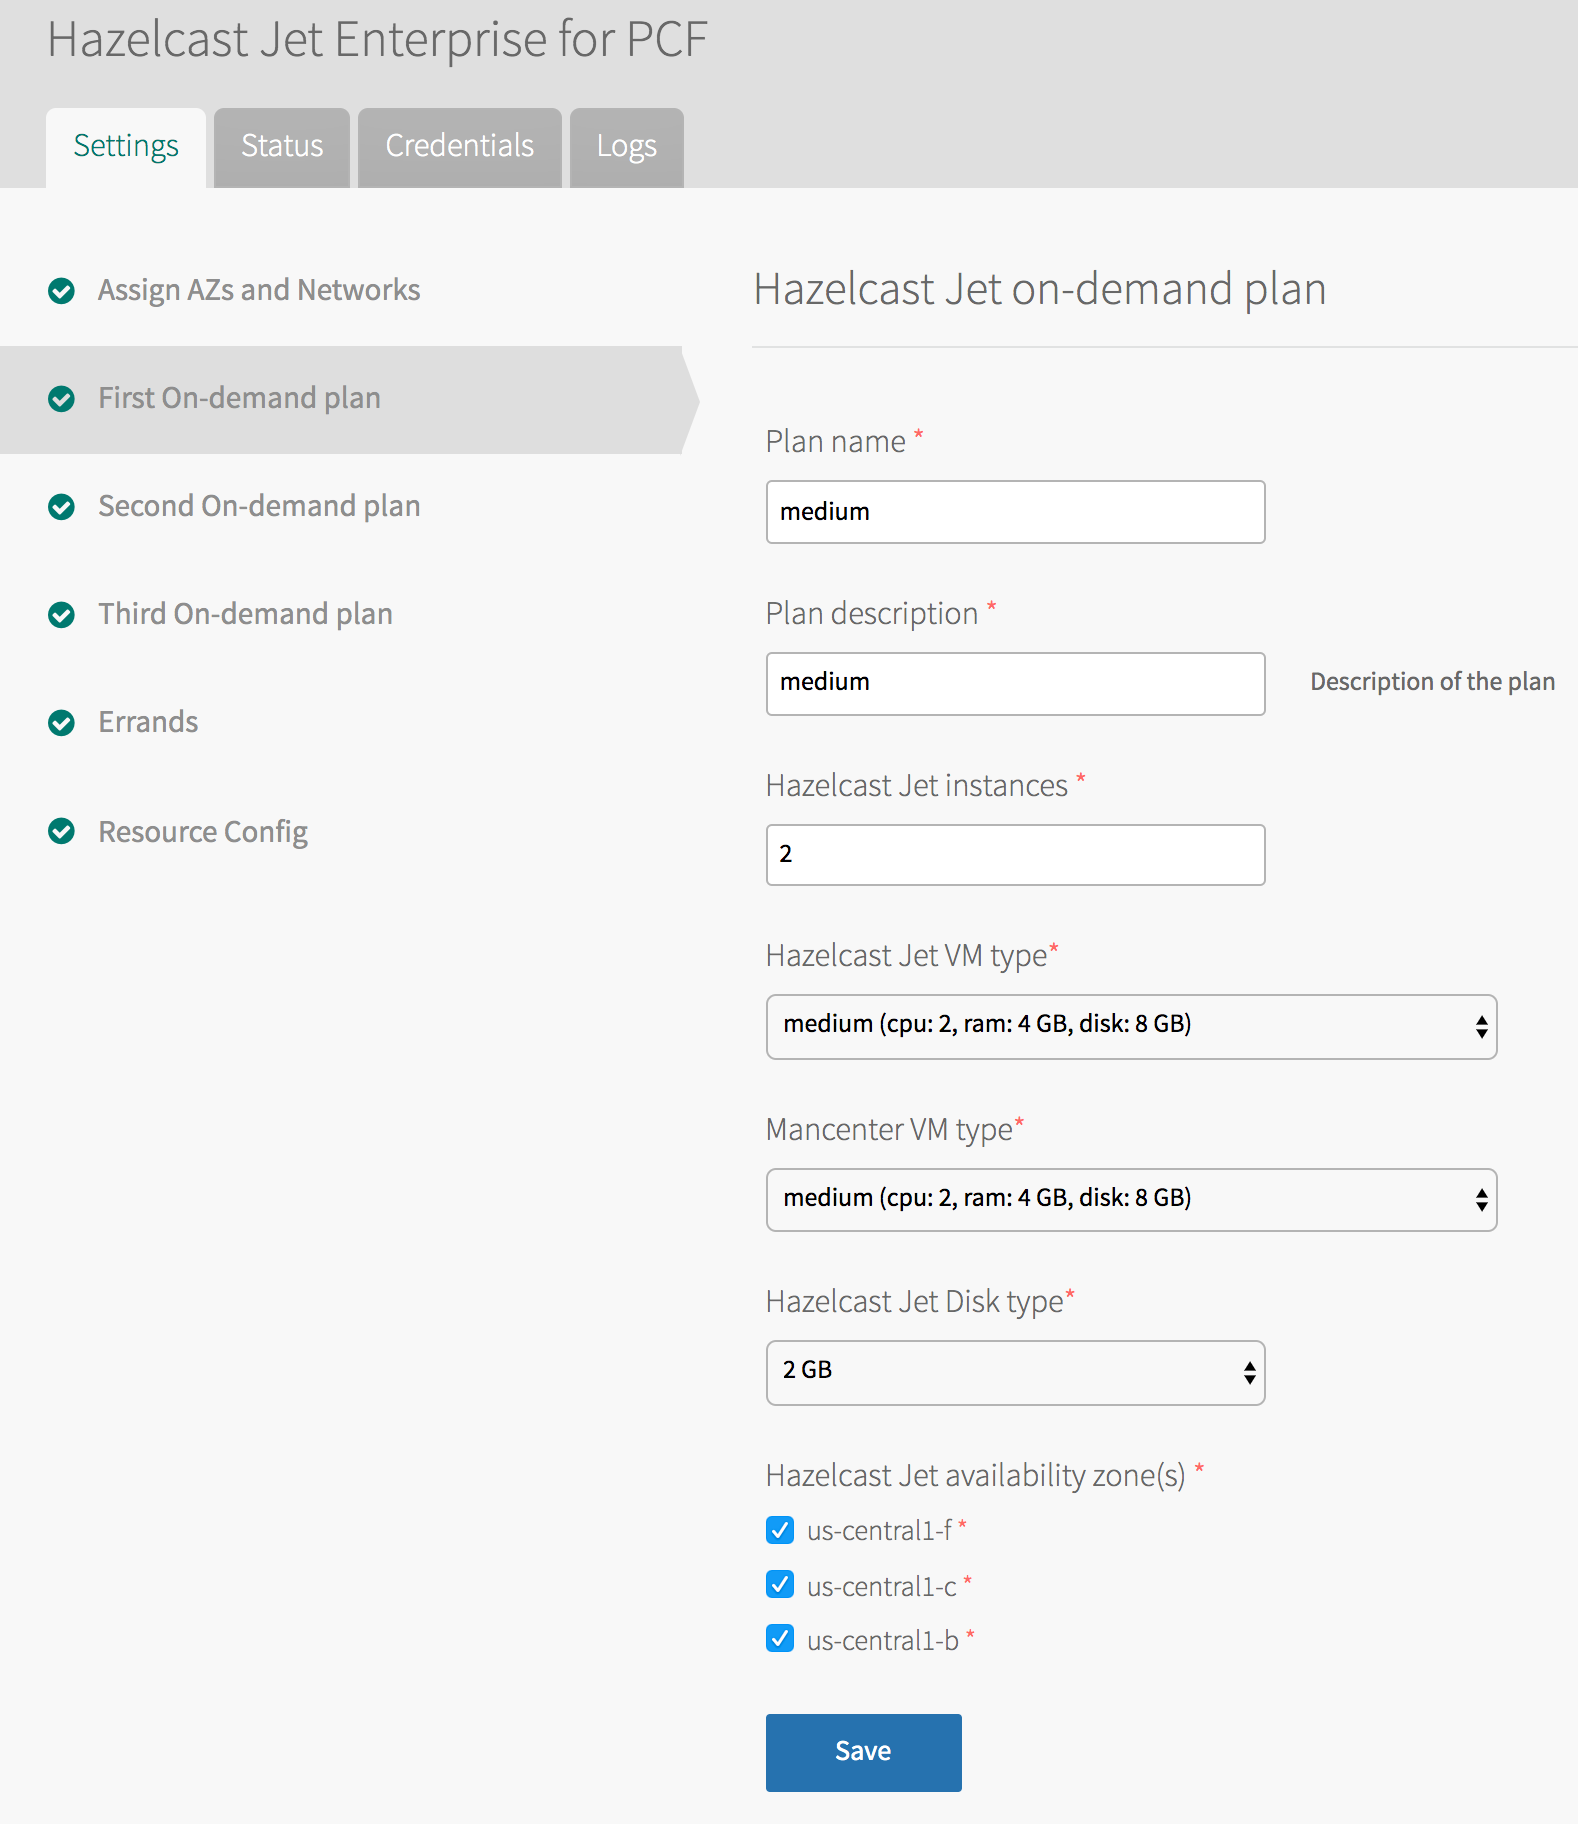 Hazelcast Jet Enterprise for PCF
Settings
Status
Credentials
Logs
Assign AZs and Networks
First On-demand plan
Second On-demand plan
Third On-demand plan
Errands
Resource Config
Hazelcast Jet on-demand plan
Plan name *
medium
Plan description *
medium
Description of the plan
Hazelcast Jet instances *
2
Hazelcast Jet VM type*
medium (cpu: 2, ram: 4 GB, disk: 8 GB)
Mancenter VM type*
medium (cpu: 2, ram: 4 GB, disk: 8 GB)
Hazelcast Jet Disk type*
2 GB
Hazelcast Jet availability zone(s) *
us-central1-f *
us-central1-c *
us-central1-b *
Save